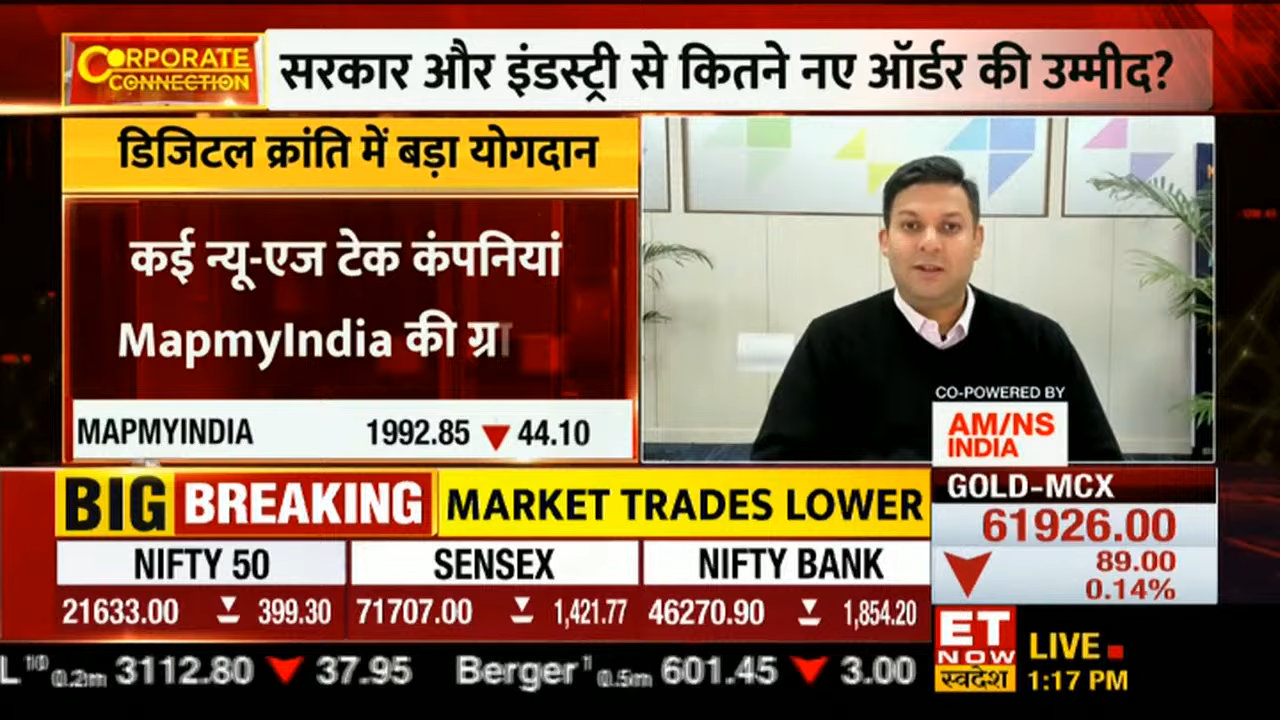 CORPORATE
CONNECTION
सरकार और इंडस्ट्री से कितने नए ऑर्डर की उम्मीद?
डिजिटल क्रांति में बड़ा योगदान
कई न्यू-एज टेक कंपनियां
MapmyIndia की ग्रा
MAPMYINDIA 1992.85 44.10
CO-POWERED BY
AM/NS
INDIA
BIG BREAKING MARKET TRADES LOWER
GOLD-MCX
61926.00
89.00
0.14%
NIFTY 50 SENSEX NIFTY BANK
21633.00 399.30 71707.00 1,421.77 46270.90 1,854.20
L 0.2m 3112.80 37.95 Berger 0.5m 601.45 3.00
ET
NOW
स्वदेश
LIVE
1:17 PM